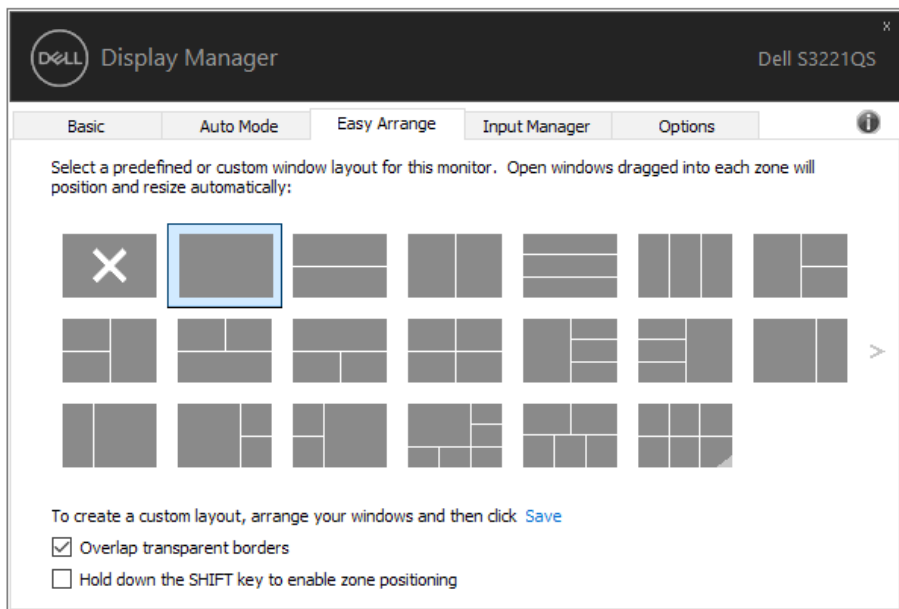 x
DELL Display Manager
Dell S3221QS
Basic Auto Mode Easy Arrange Input Manager Options
Select a predefined or custom window layout for this monitor. Open windows dragged into each zone will
position and resize automatically:
To create a custom layout, arrange your windows and then click Save
Overlap transparent borders
Hold down the SHIFT key to enable zone positioning